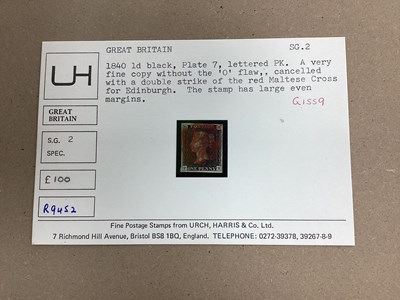 GREAT BRITAIN SG.2
1840 1d black, Plate 7, lettered PK. A very
fine copy without the 'O' flaw,, cancelled
with a double strike of the red Maltese Cross
for Edinburgh. The stamp has large even
margins.
G1559
UH
GREAT
BRITAIN
S.G. 2
SPEC.
£100
R9452
ONE PENNY
Fine Postage Stamps from URCH, HARRIS & Co. Ltd.
7 Richmond Hill Avenue, Bristol BS8 1BQ, England. TELEPHONE: 0272-39378, 39267-8-9